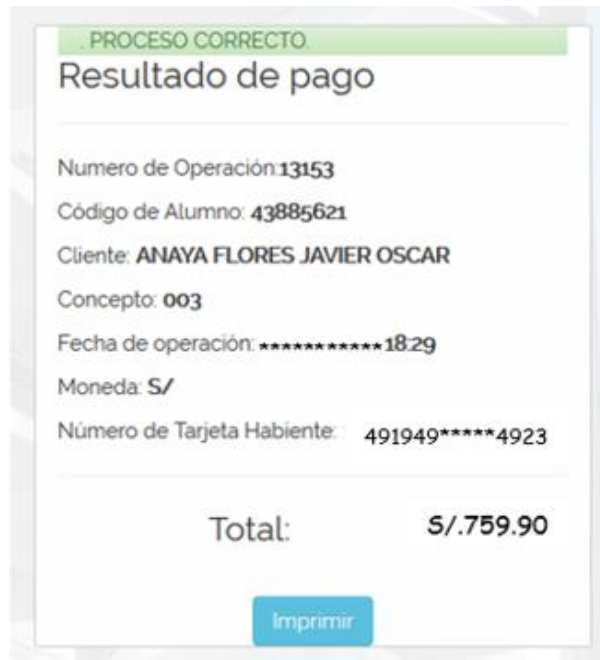 . PROCESO CORRECTO.
Resultado de pago
Numero de Operación:13153
Código de Alumno: 43885621
Cliente: ANAYA FLORES JAVIER OSCAR
Concepto: 003
Fecha de operación: ***********18:29
Moneda: S/
Número de Tarjeta Habiente: 491949*****4923
Total: S/.759.90
Imprimir